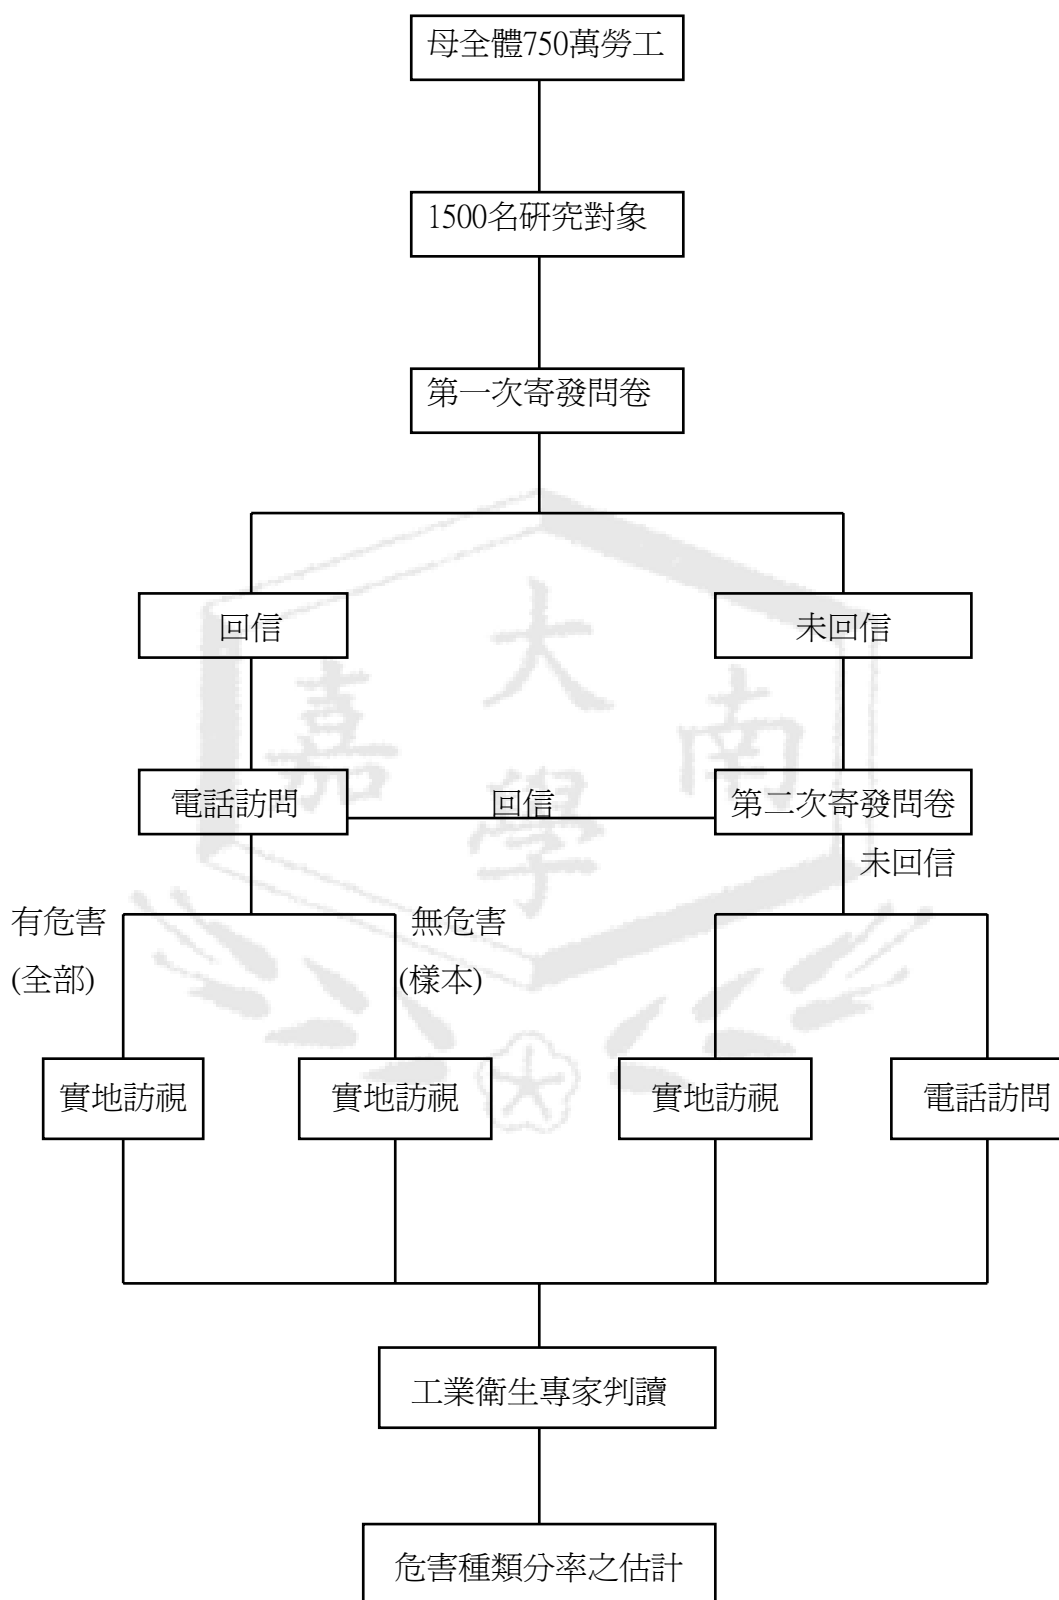 母全體750萬勞工
1500名研究對象
第一次寄發問卷
回信
未回信
電話訪問
回信
第二次寄發問卷
未回信
有危害
(全部)
無危害
(樣本)
實地訪視
實地訪視
實地訪視
電話訪問
工業衛生專家判讀
危害種類分率之估計
大
嘉
南
學